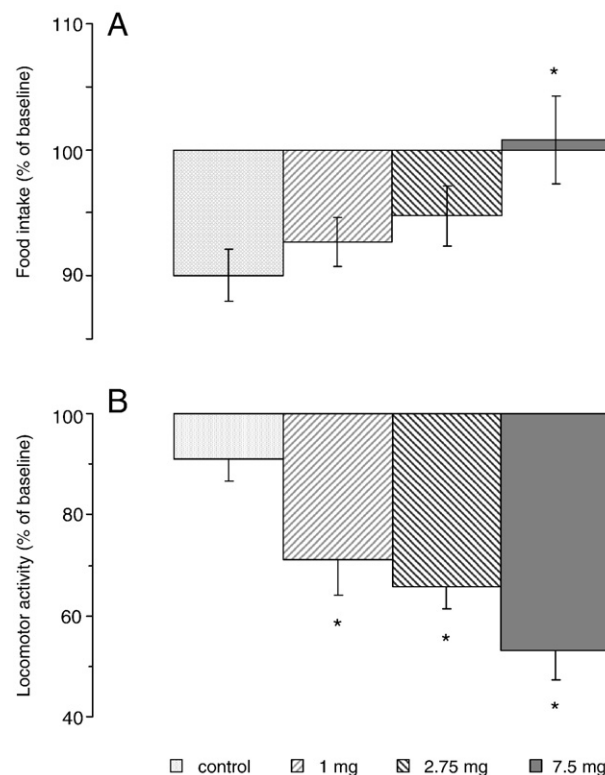 A
Food intake (% of baseline)
110
100
90
*
B
Locomotor activity (% of baseline)
100
80
60
40
*
*
*
control 1 mg 2.75 mg 7.5 mg